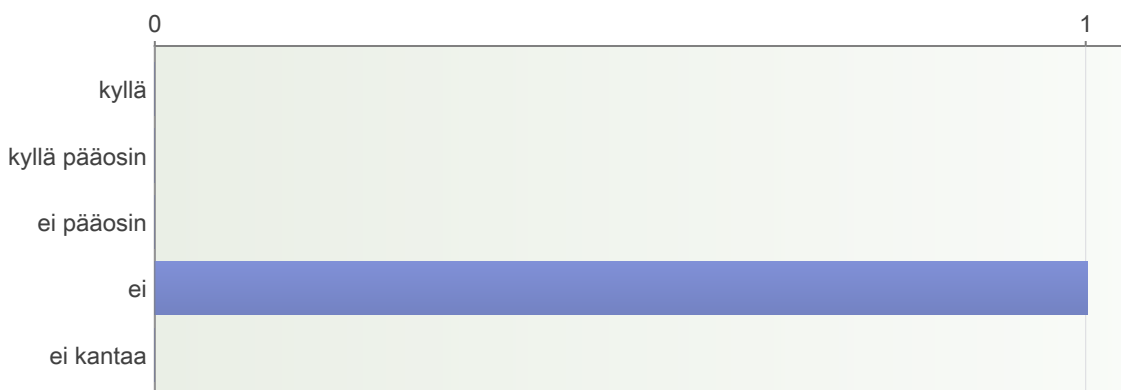 0 1
kyllä
kyllä pääosin
ei pääosin
ei
ei kantaa